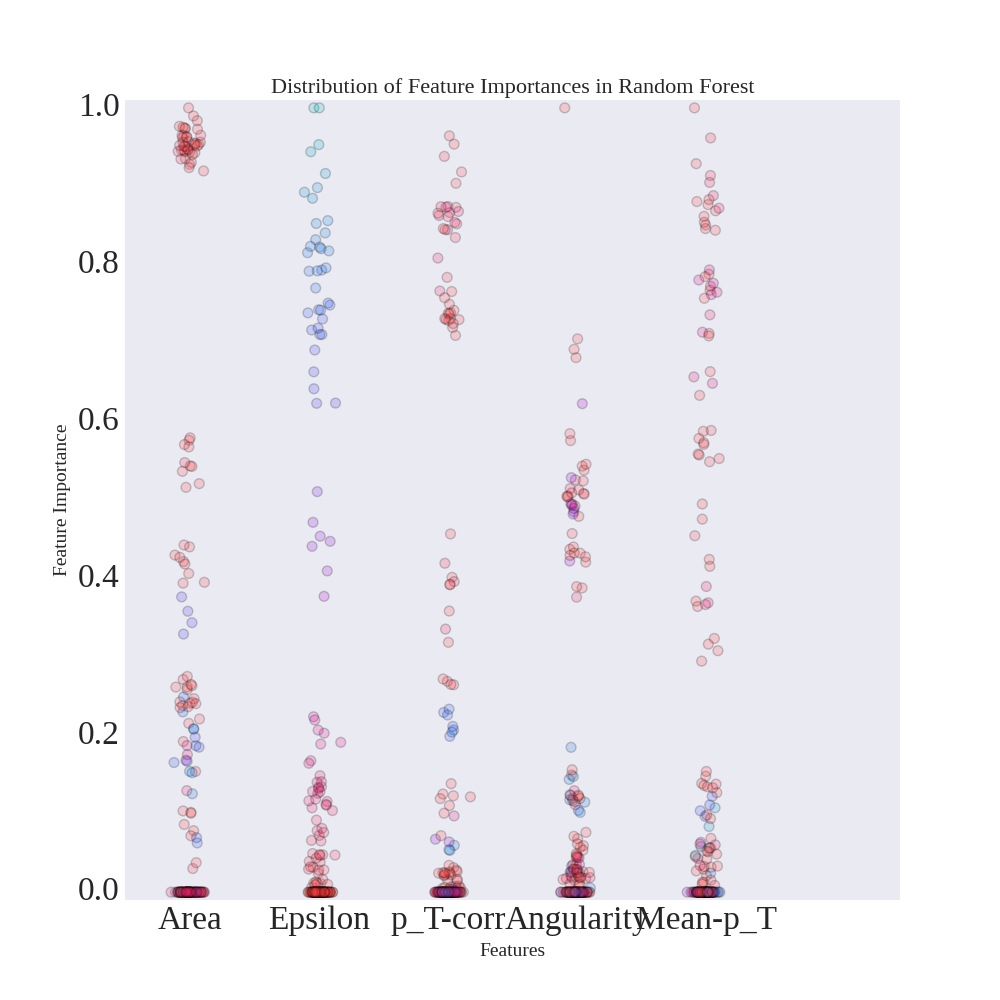 Distribution of Feature Importances in Random Forest
1.0
0.8
0.6
0.4
0.2
0.0
Feature Importance
Area Epsilon p_T-corr Angularity Mean-p_T
Features